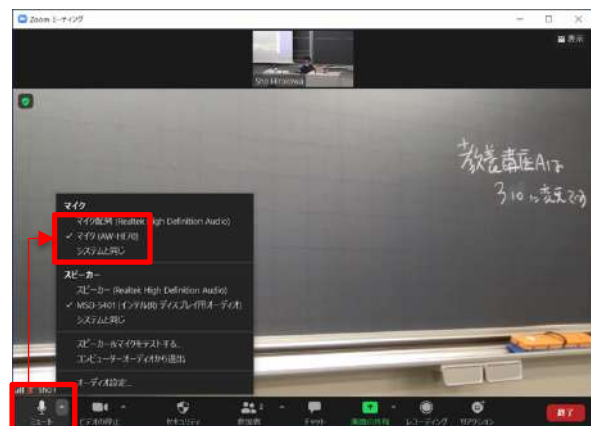 Zoom ミーティング
表示
Sho Hirokawa
教養講座Aは
310に変更です
マイク
マイク配列 (Realtek High Definition Audio)
✓ マイク (AW-HE70)
システムと同じ
スピーカー
スピーカー (Realtek High Definition Audio)
✓ MSD-5401 (インテル(R) ディスプレイ用オーディオ)
システムと同じ
スピーカー&マイクをテストする...
コンピューターオーディオから退出
オーディオ設定...
ミュート
ビデオの停止
セキュリティ
参加者
チャット
画面の共有
レコーディング
リアクション
終了